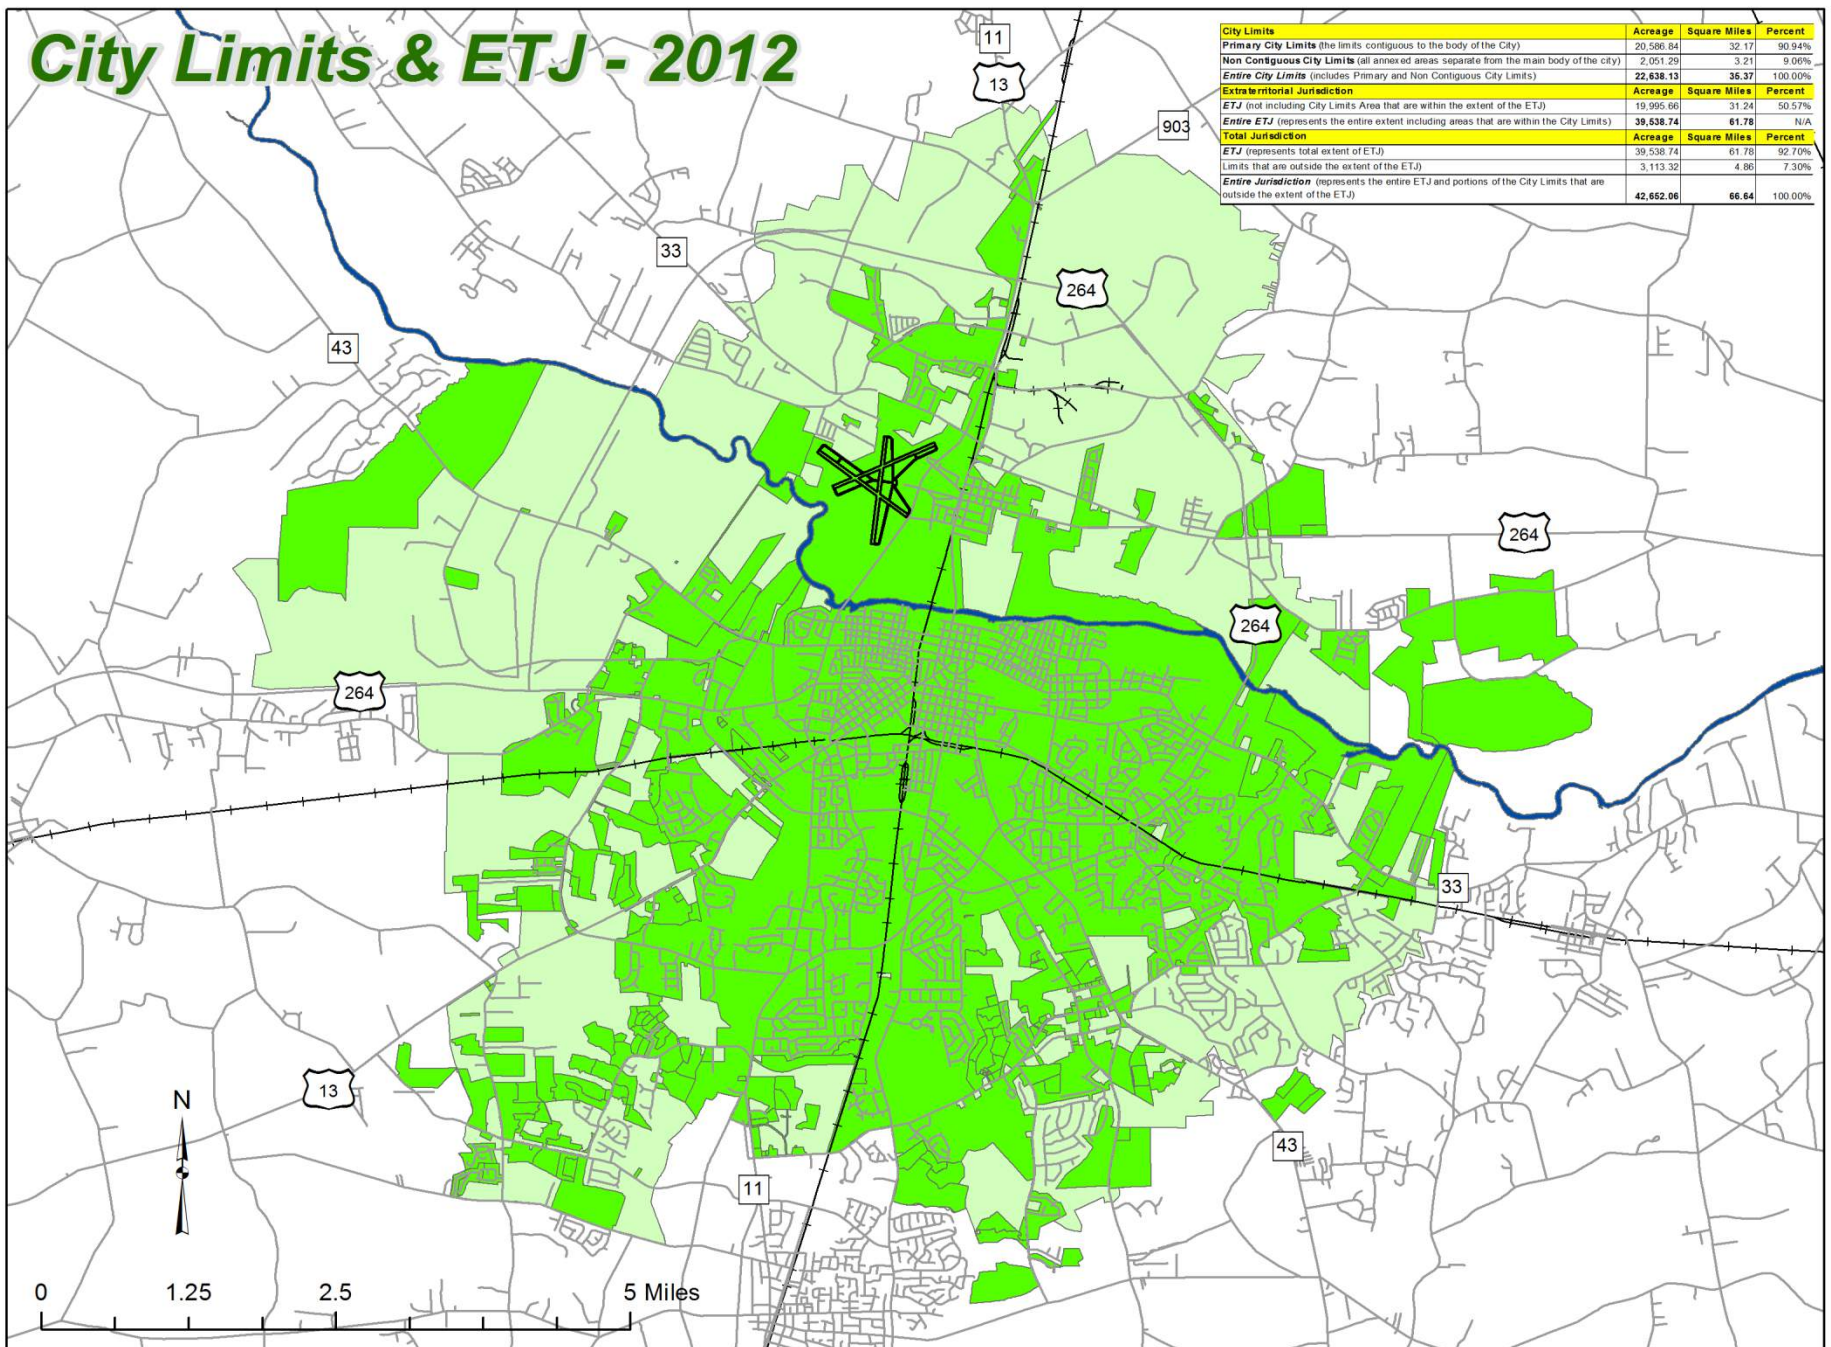 City Limits & ETJ - 2012
City Limits Acreage Square Miles Percent
Primary City Limits (the limits contiguous to the body of the City) 20,586.84 32.17 90.94%
Non Contiguous City Limits (all annexed areas separate from the main body of the city) 2,051.29 3.21 9.06%
Entire City Limits (includes Primary and Non Contiguous City Limits) 22,638.13 35.37 100.00%
Extraterritorial Jurisdiction Acreage Square Miles Percent
ETJ (not including City Limits Area that are within the extent of the ETJ) 19,995.66 31.24 50.57%
Entire ETJ (represents the entire extent including areas that are within the City Limits) 39,538.74 61.78 N/A
Total Jurisdiction Acreage Square Miles Percent
ETJ (represents total extent of ETJ) 39,538.74 61.78 92.70%
Limits that are outside the extent of the ETJ) 3,113.32 4.86 7.30%
Entire Jurisdiction (represents the entire ETJ and portions of the City Limits that are
outside the extent of the ETJ) 42,652.06 66.64 100.00%
11
13
903
33
264
43
264
264
264
33
13
43
11
N
0 1.25 2.5 5 Miles